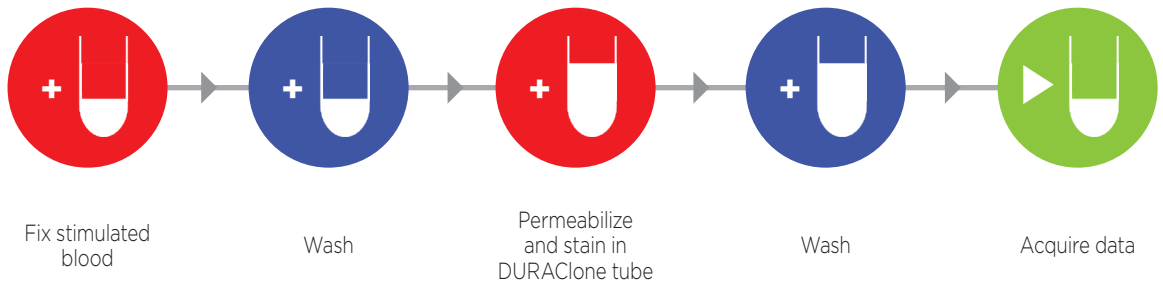 Fix stimulated
blood
Wash
Permeabilize
and stain in
DURAClone tube
Wash
Acquire data